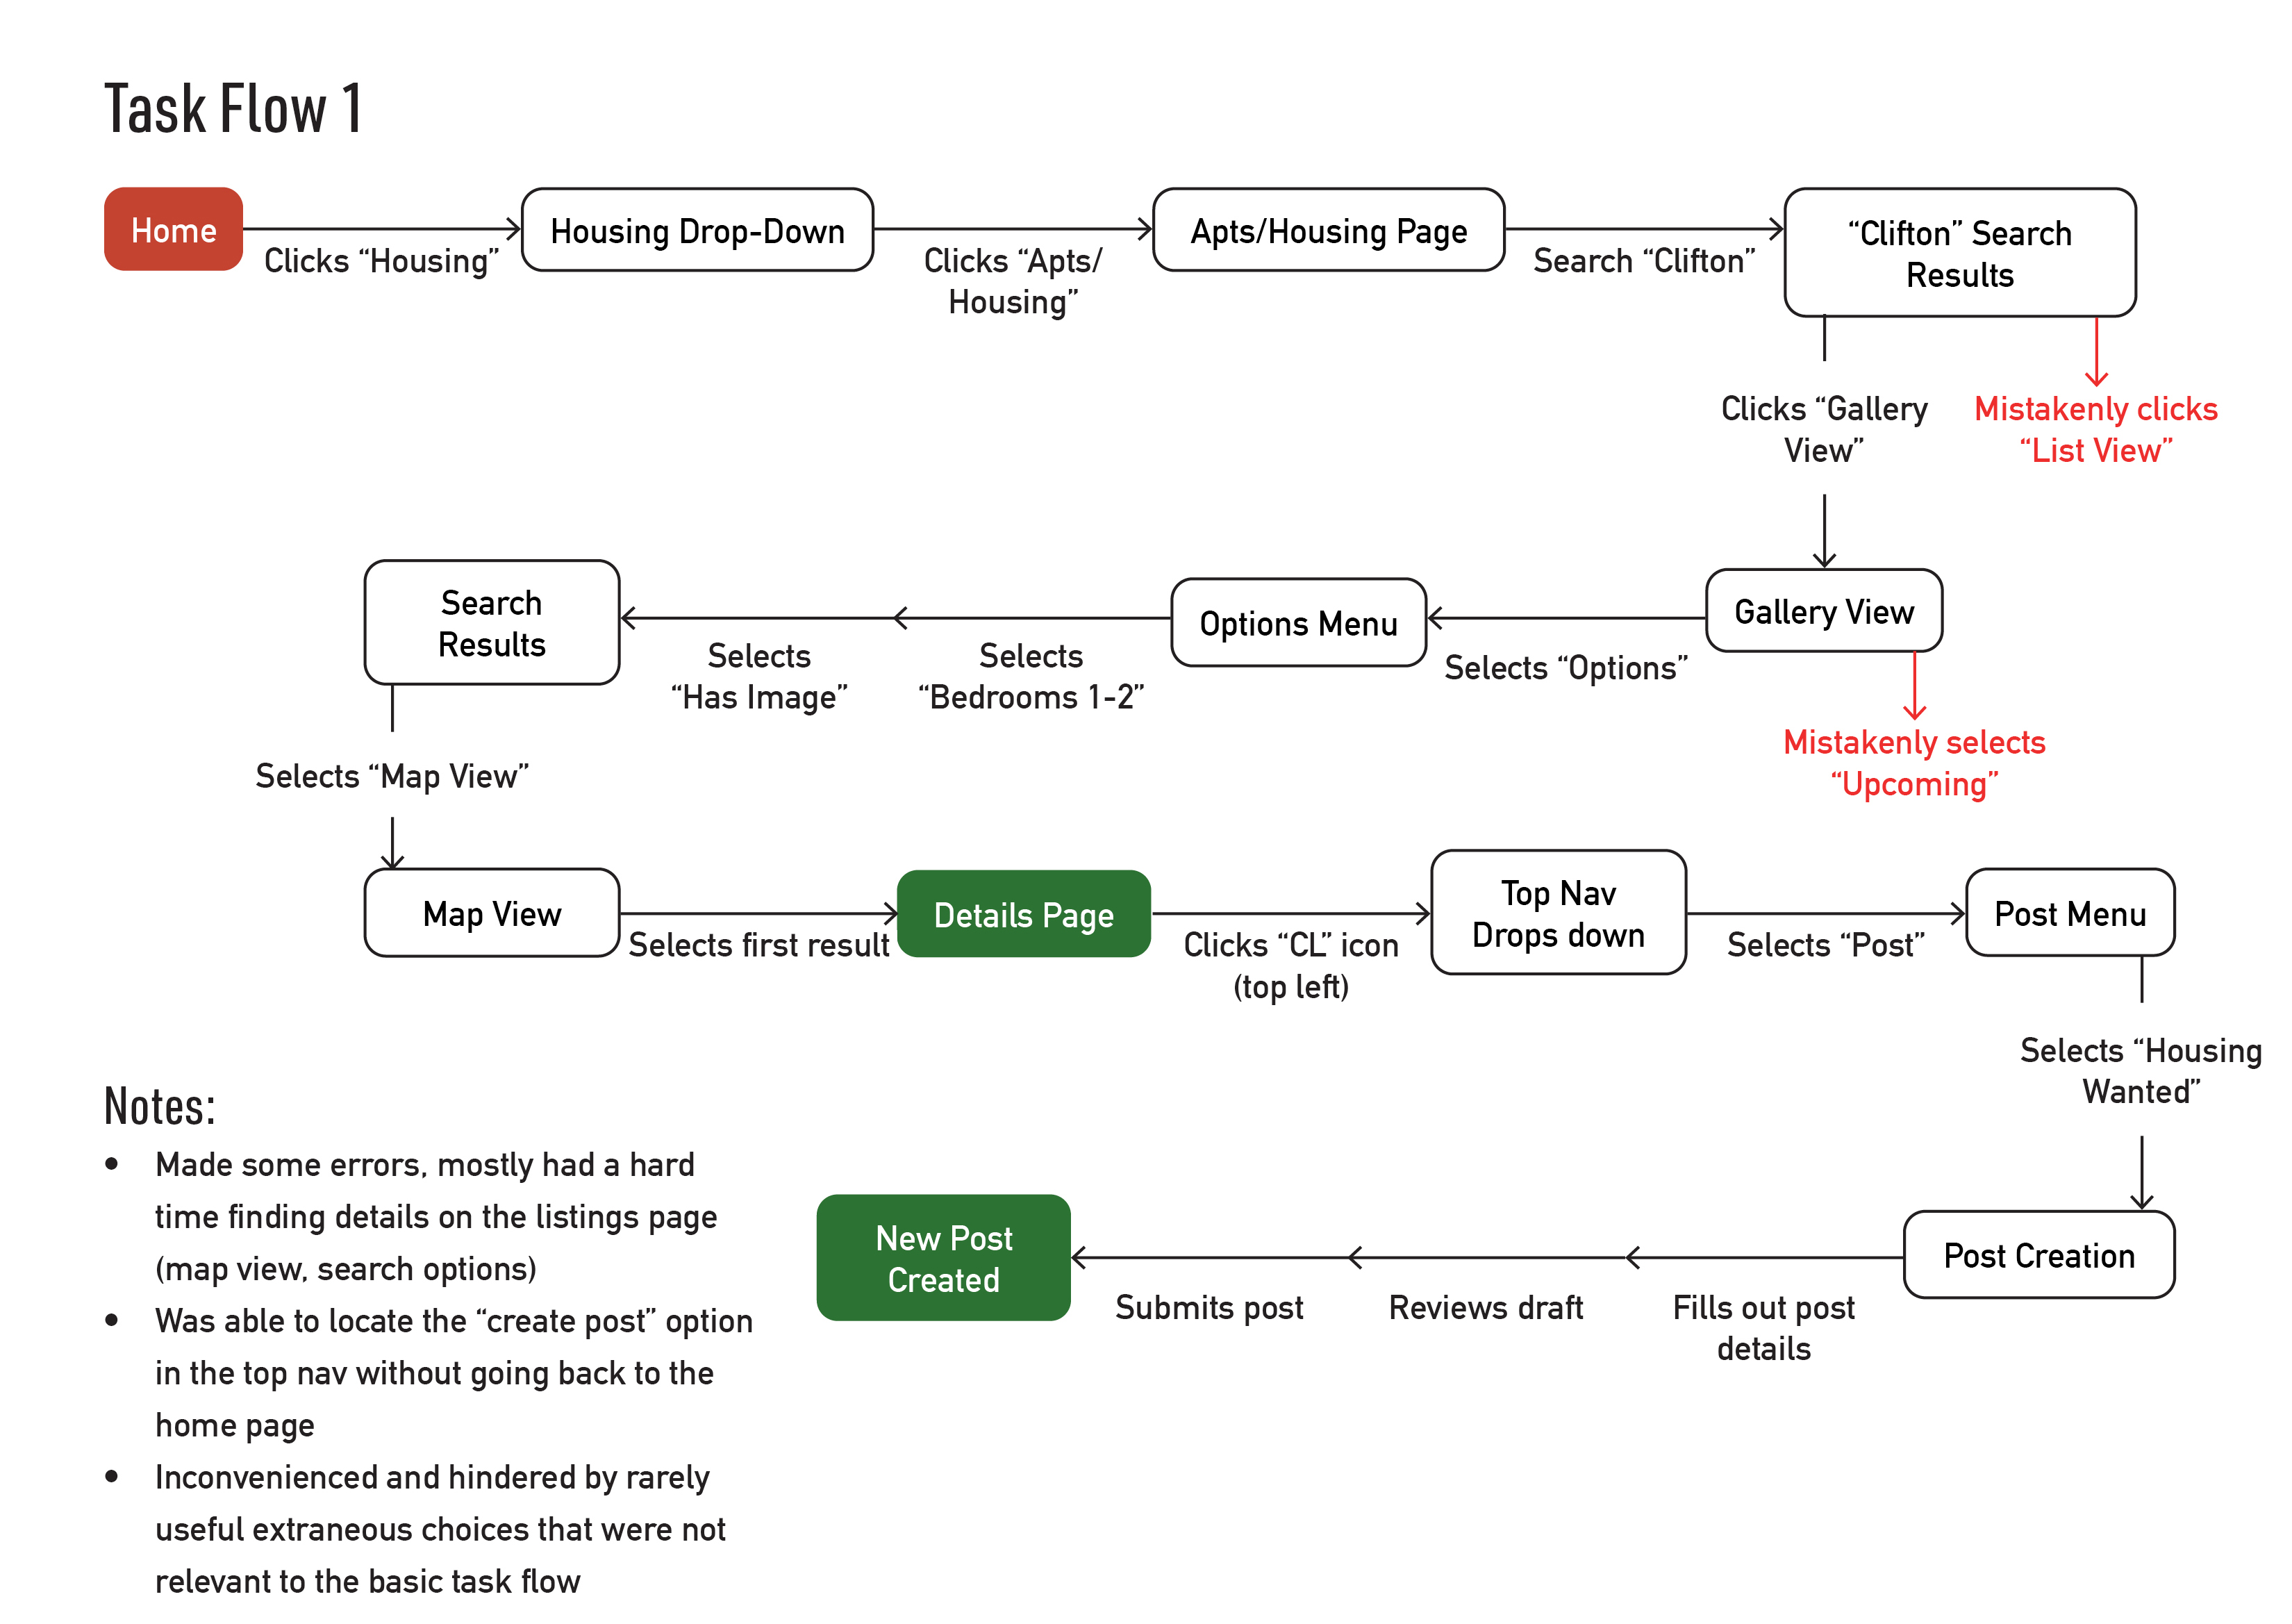 Task Flow 1
Home
Clicks “Housing”
Housing Drop-Down
Clicks “Apts/
Housing”
Apts/Housing Page
Search “Clifton”
“Clifton” Search
Results
Clicks “Gallery
View”
Mistakenly clicks
“List View”
Gallery View
Mistakenly selects
“Upcoming”
Selects “Options”
Options Menu
Selects
“Bedrooms 1-2”
Selects
“Has Image”
Search
Results
Selects “Map View”
Map View
Selects first result
Details Page
Clicks “CL” icon
(top left)
Top Nav
Drops down
Selects “Post”
Post Menu
Selects “Housing
Wanted”
Post Creation
Fills out post
details
Reviews draft
Submits post
New Post
Created
Notes:
• Made some errors, mostly had a hard
time finding details on the listings page
(map view, search options)
• Was able to locate the “create post” option
in the top nav without going back to the
home page
• Inconvenienced and hindered by rarely
useful extraneous choices that were not
relevant to the basic task flow